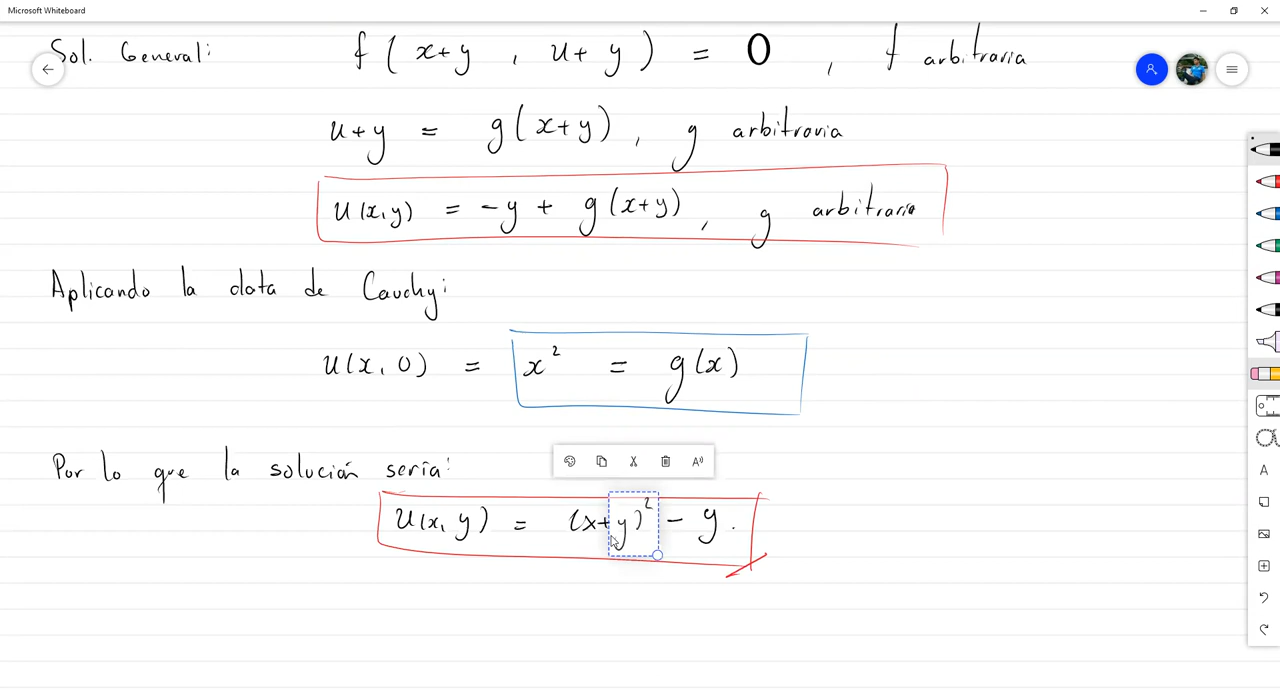 Microsoft Whiteboard
Sol. General: f(x+y, u+y) = 0, f arbitraria
u+y = g(x+y), g arbitraria
u(x,y) = -y + g(x+y), g arbitraria
Aplicando la data de Cauchy:
u(x,0) = x² = g(x)
Por lo que la solución sería:
u(x,y) = (x+y)² - y.